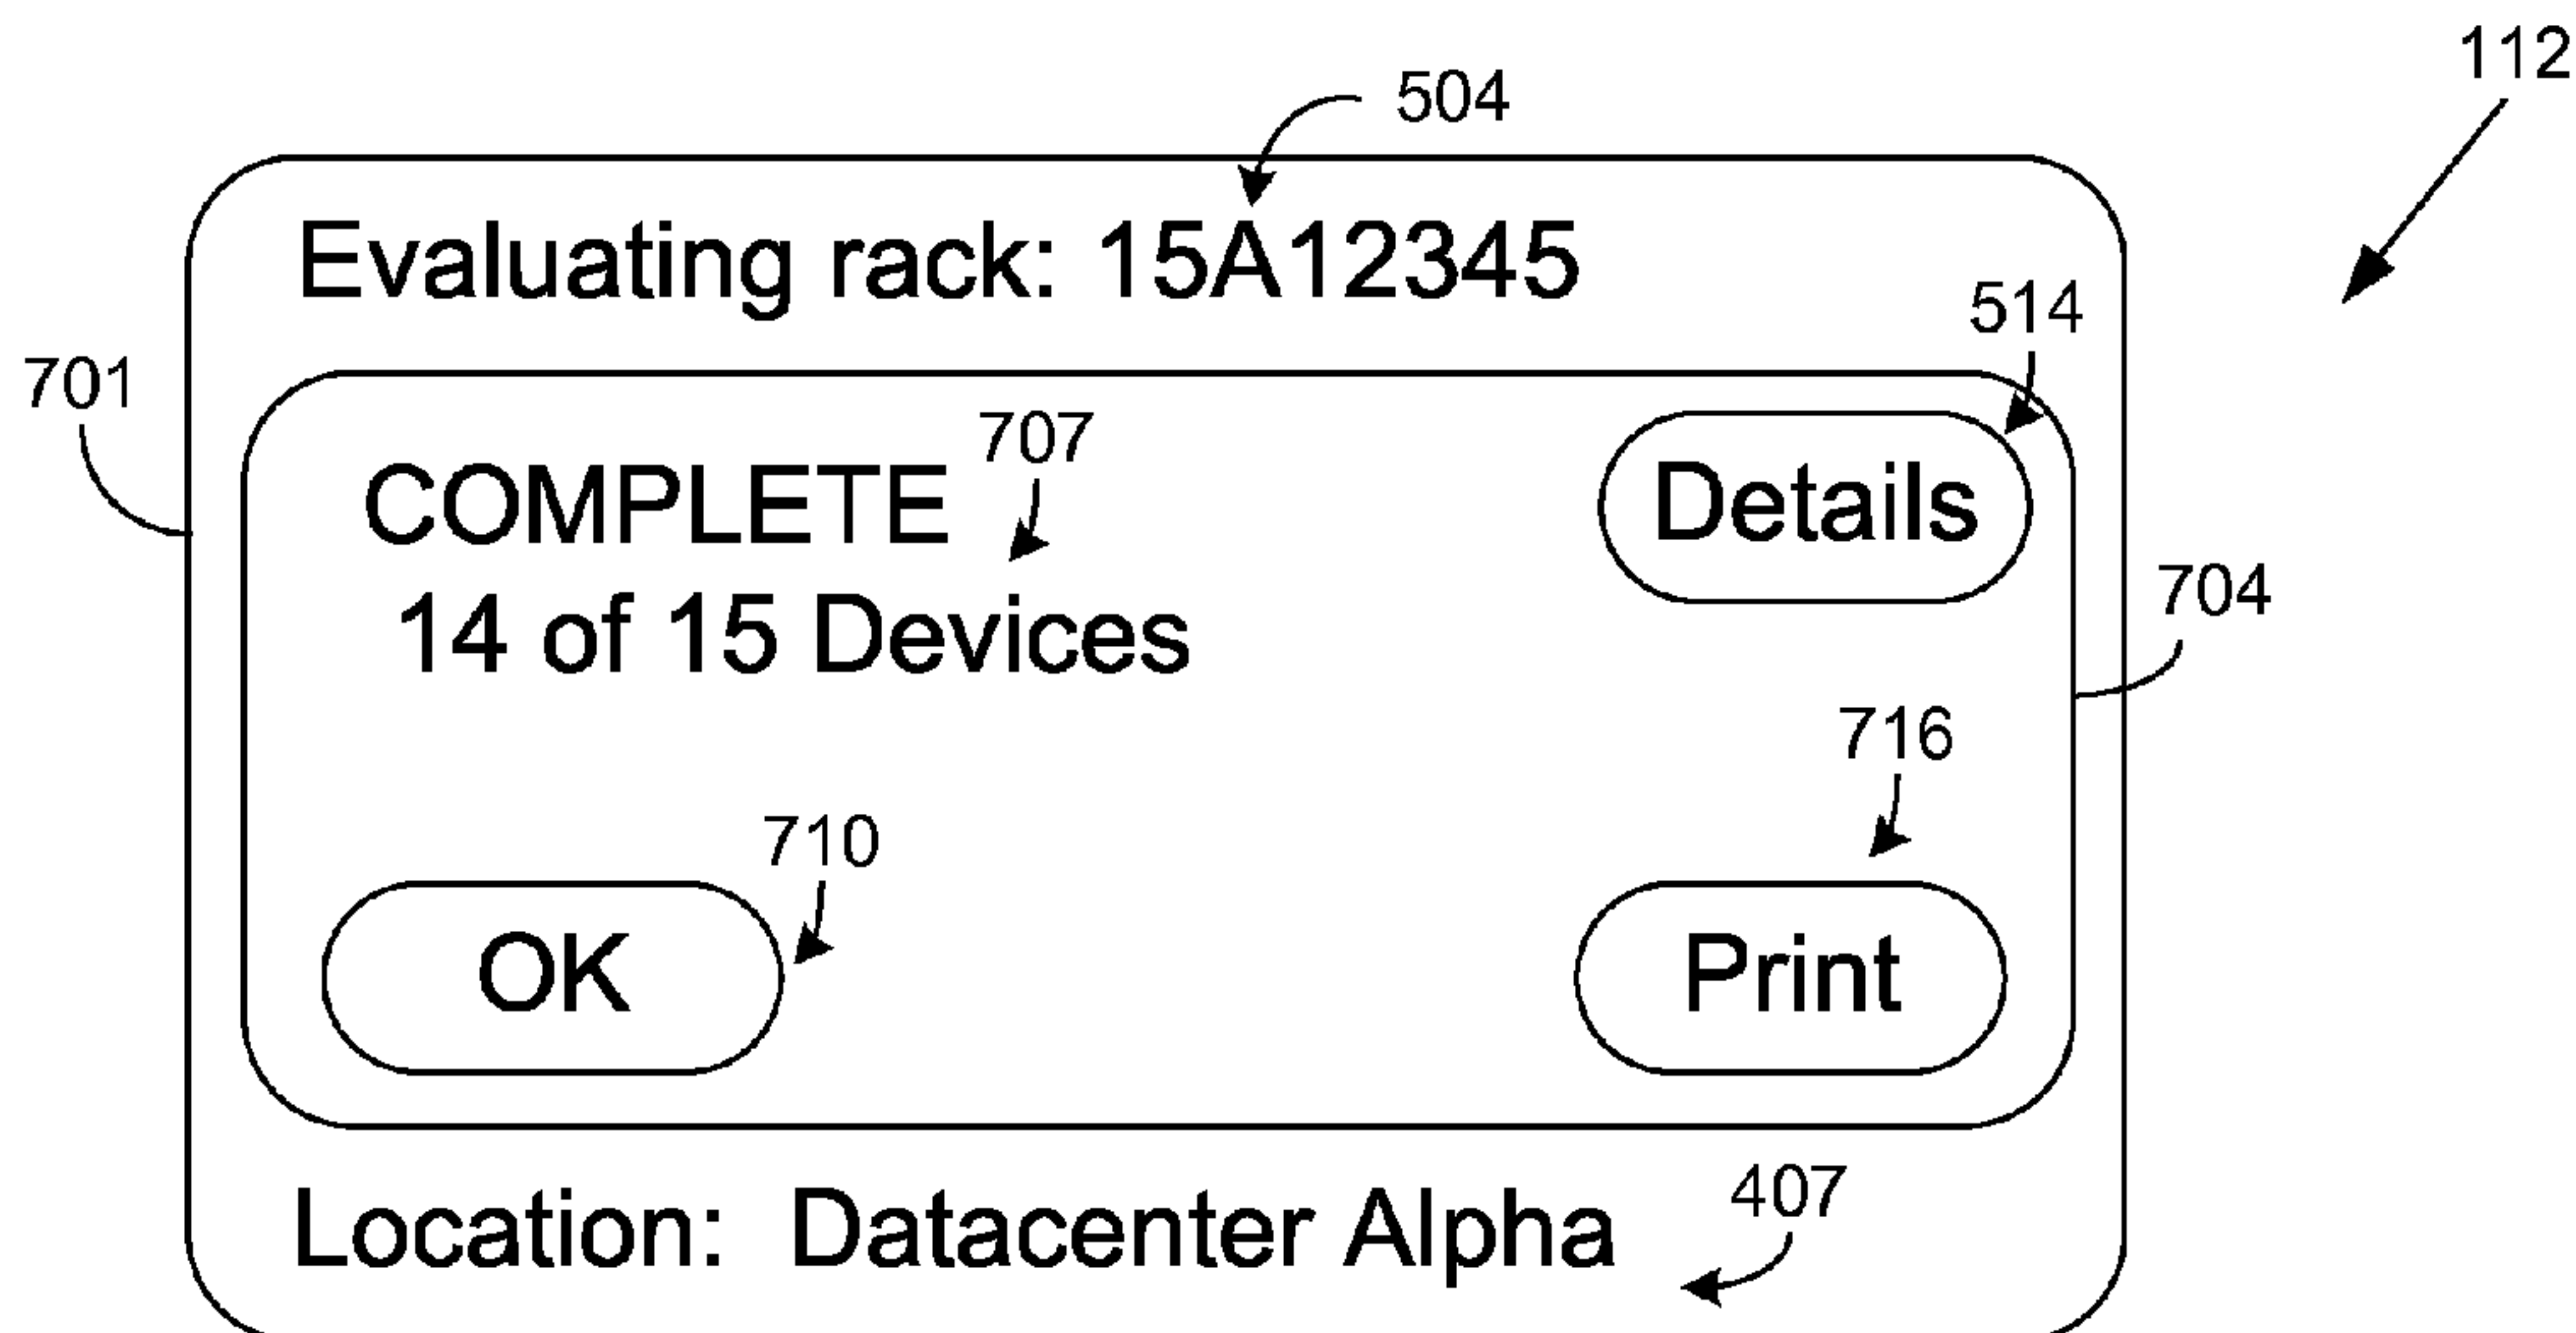 112
504
Evaluating rack: 15A12345
514
701
707
COMPLETE
Details
14 of 15 Devices
704
716
710
OK
Print
407
Location: Datacenter Alpha